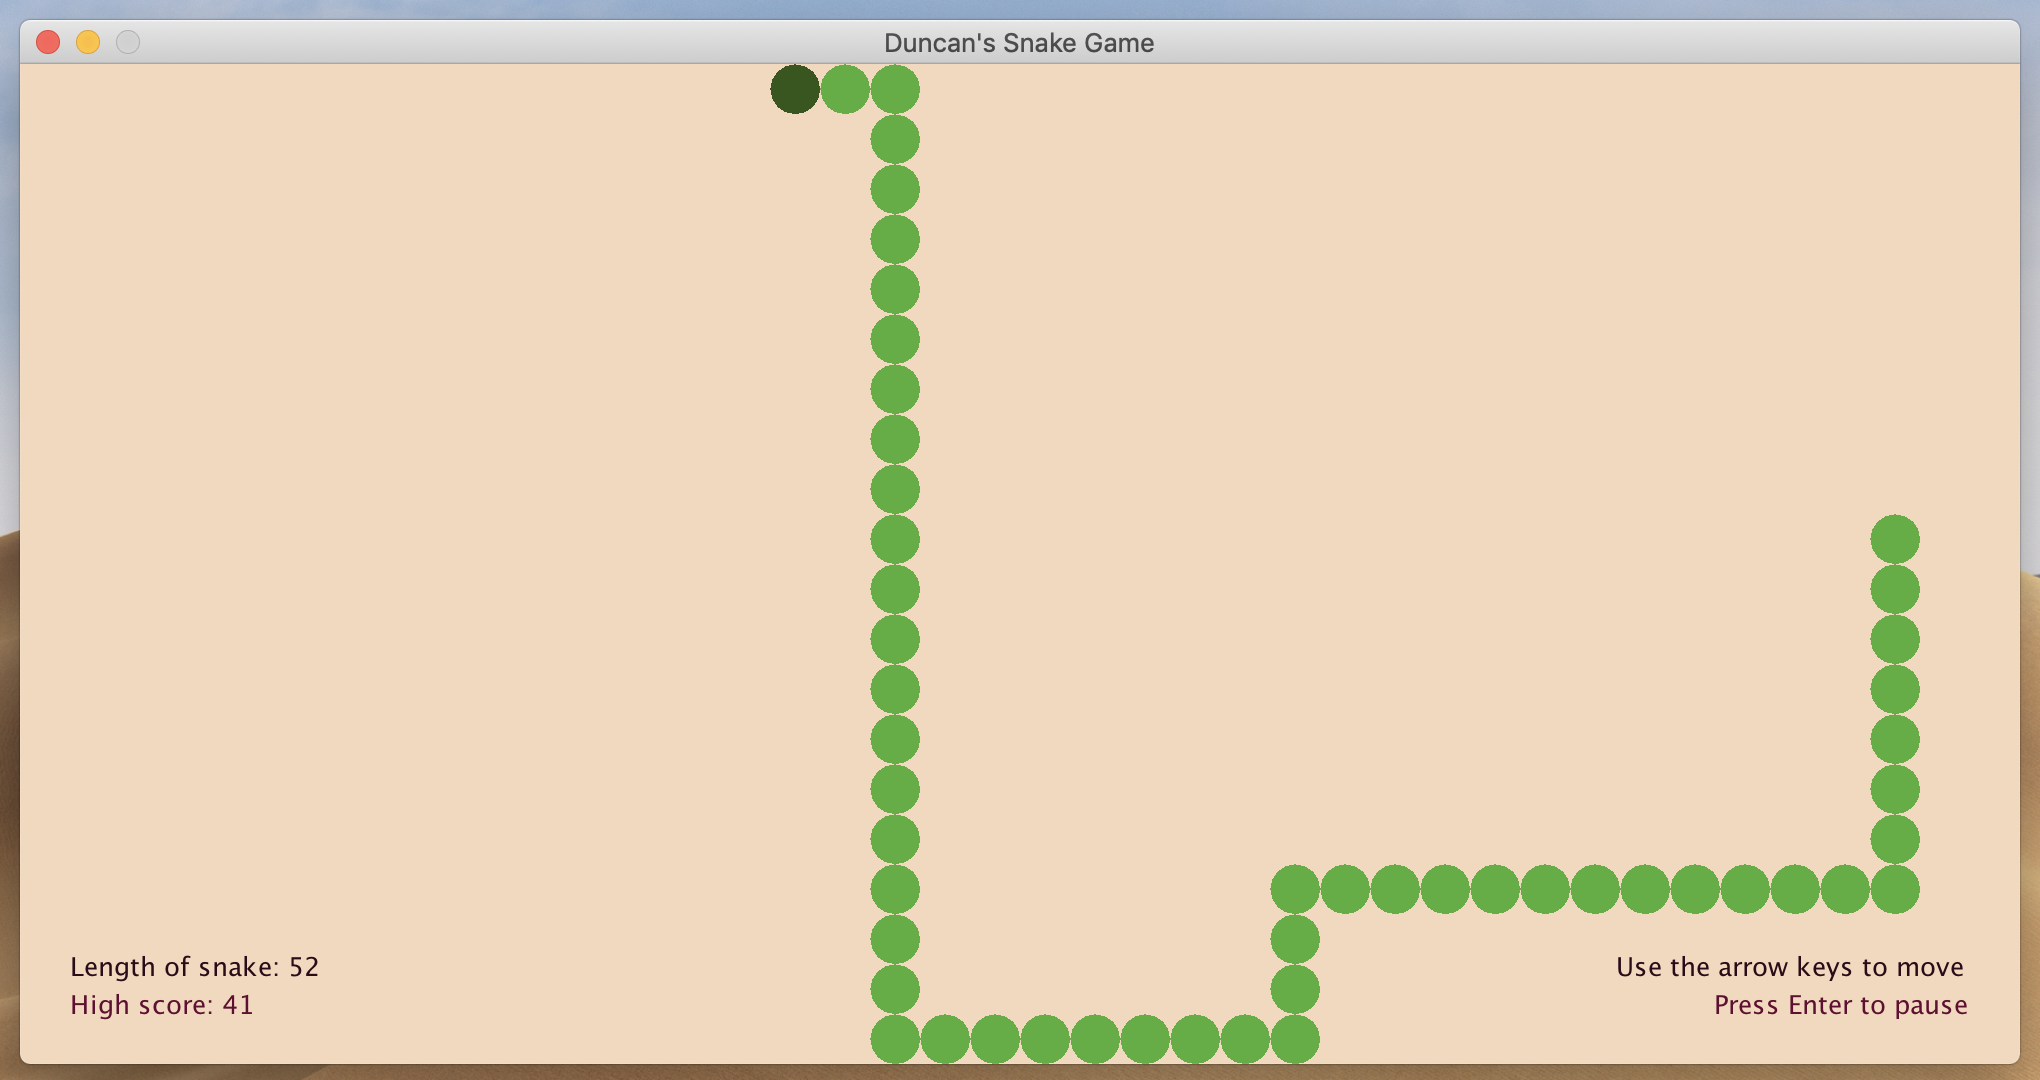 Duncan's Snake Game
Length of snake: 52
High score: 41
Use the arrow keys to move
Press Enter to pause